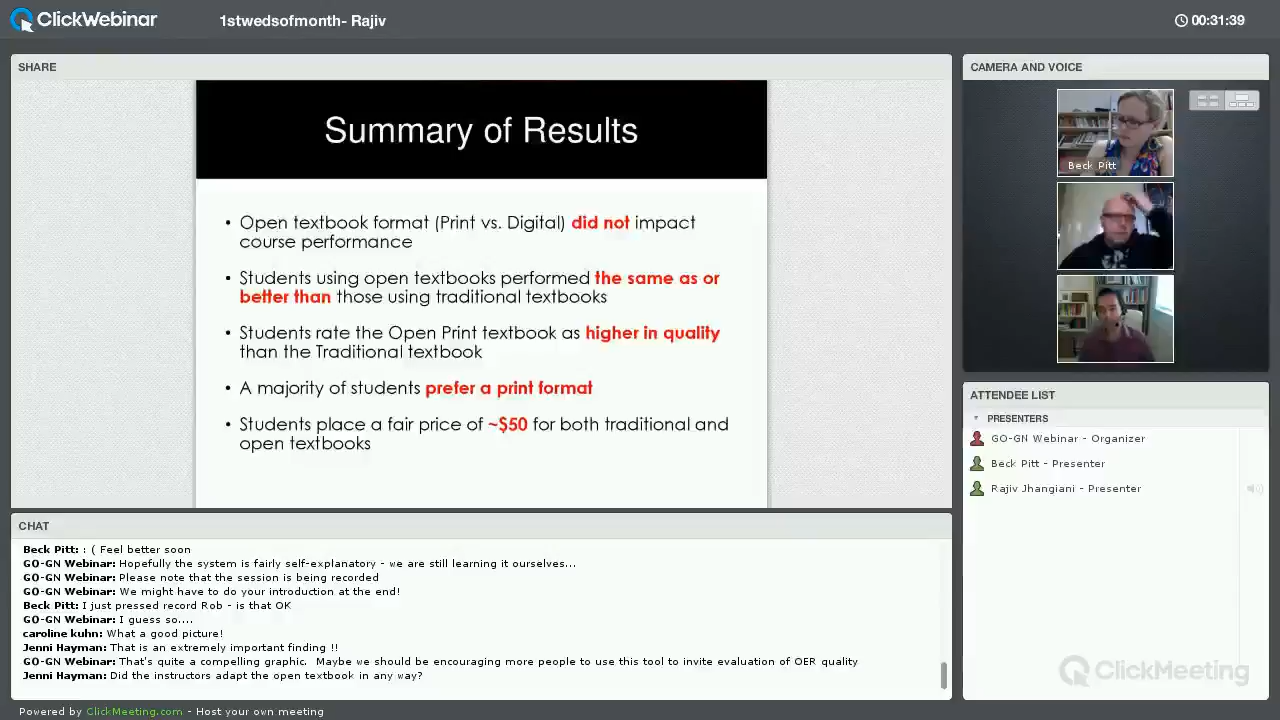 ClickWebinar
1stwedsofmonth- Rajiv
00:31:39
SHARE
Summary of Results
• Open textbook format (Print vs. Digital) did not impact
course performance
• Students using open textbooks performed the same as or
better than those using traditional textbooks
• Students rate the Open Print textbook as higher in quality
than the Traditional textbook
• A majority of students prefer a print format
• Students place a fair price of ~$50 for both traditional and
open textbooks
CAMERA AND VOICE
Beck Pitt
ATTENDEE LIST
PRESENTERS
GO-GN Webinar - Organizer
Beck Pitt - Presenter
Rajiv Jhangiani - Presenter
CHAT
Beck Pitt: : ( Feel better soon
GO-GN Webinar: Hopefully the system is fairly self-explanatory - we are still learning it ourselves...
GO-GN Webinar: Please note that the session is being recorded
GO-GN Webinar: We might have to do your introduction at the end!
Beck Pitt: I just pressed record Rob - is that OK
GO-GN Webinar: I guess so....
caroline kuhn: What a good picture!
Jenni Hayman: That is an extremely important finding !!
GO-GN Webinar: That's quite a compelling graphic.  Maybe we should be encouraging more people to use this tool to invite evaluation of OER quality
Jenni Hayman: Did the instructors adapt the open textbook in any way?
ClickMeeting
Powered by ClickMeeting.com - Host your own meeting